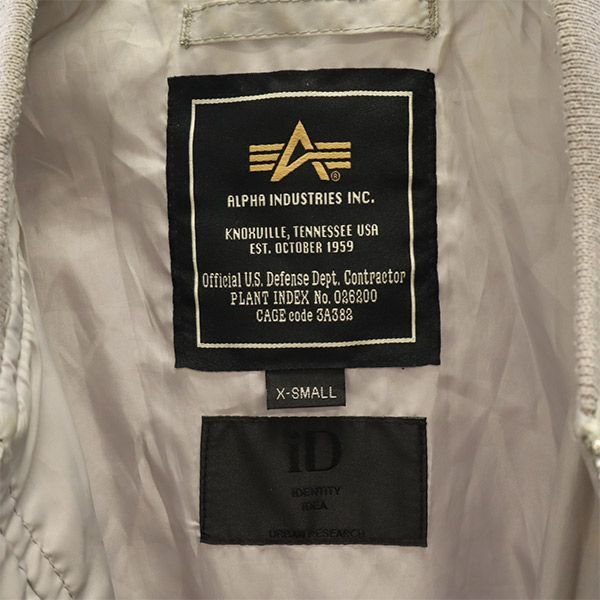 A
®
ALPHA INDUSTRIES INC.
KNOXVILLE, TENNESSEE USA
EST. OCTOBER 1959
Official U.S. Defense Dept. Contractor
PLANT INDEX No. 026200
CAGE code 3A382
X-SMALL
iD
iDENTITY
iDEA
URBAN RESEARCH